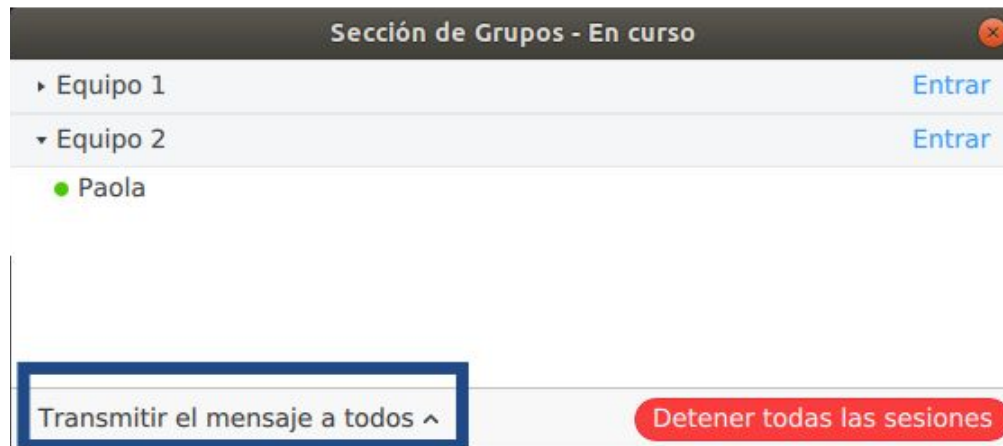 Sección de Grupos - En curso
Equipo 1 Entrar
Equipo 2 Entrar
Paola
Transmitir el mensaje a todos Detener todas las sesiones